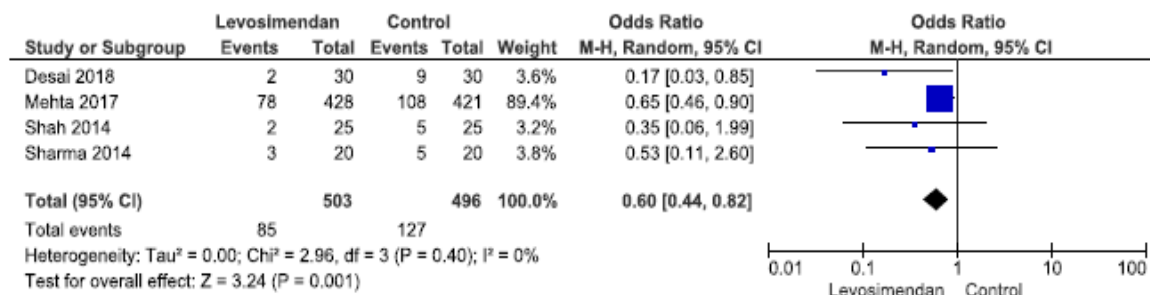 Levosimendan Control Odds Ratio Odds Ratio
Study or Subgroup Events Total Events Total Weight M-H, Random, 95% CI M-H, Random, 95% CI
Desai 2018 2 30 9 30 3.6% 0.17 [0.03, 0.85]
Mehta 2017 78 428 108 421 89.4% 0.65 [0.46, 0.90]
Shah 2014 2 25 5 25 3.2% 0.35 [0.06, 1.99]
Sharma 2014 3 20 5 20 3.8% 0.53 [0.11, 2.60]
Total (95% CI) 503 496 100.0% 0.60 [0.44, 0.82]
Total events 85 127
Heterogeneity: Tau² = 0.00; Chi² = 2.96, df = 3 (P = 0.40); I² = 0%
Test for overall effect: Z = 3.24 (P = 0.001)
0.01 0.1 1 10 100
Levosimendan Control